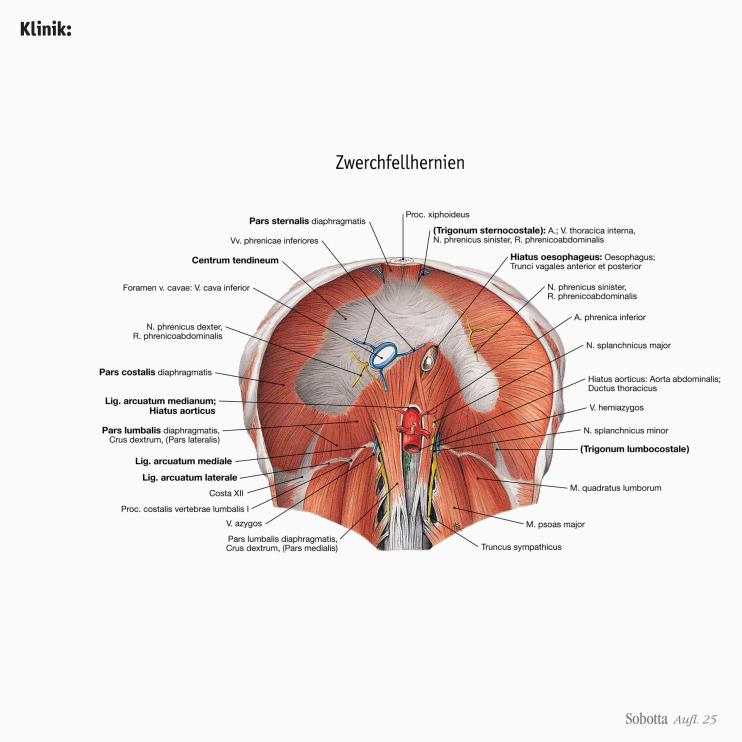 Klinik:
Zwerchfellhernien
Proc. xiphoideus
Pars sternalis diaphragmatis
(Trigonum sternocostale): A.; V. thoracica interna,
N. phrenicus sinister, R. phrenicoabdominalis
Vv. phrenicae inferiores
Hiatus oesophageus: Oesophagus;
Trunci vagales anterior et posterior
Centrum tendineum
Foramen v. cavae: V. cava inferior
N. phrenicus sinister,
R. phrenicoabdominalis
A. phrenica inferior
N. phrenicus dexter,
R. phrenicoabdominalis
N. splanchnicus major
Pars costalis diaphragmatis
Hiatus aorticus: Aorta abdominalis;
Ductus thoracicus
Lig. arcuatum medianum;
Hiatus aorticus
V. hemiazygos
Pars lumbalis diaphragmatis,
Crus dextrum, (Pars lateralis)
N. splanchnicus minor
(Trigonum lumbocostale)
Lig. arcuatum mediale
Lig. arcuatum laterale
Costa XII
M. quadratus lumborum
Proc. costalis vertebrae lumbalis I
V. azygos
M. psoas major
Pars lumbalis diaphragmatis,
Crus dextrum, (Pars medialis)
Truncus sympathicus
Sobotta Aufl. 25